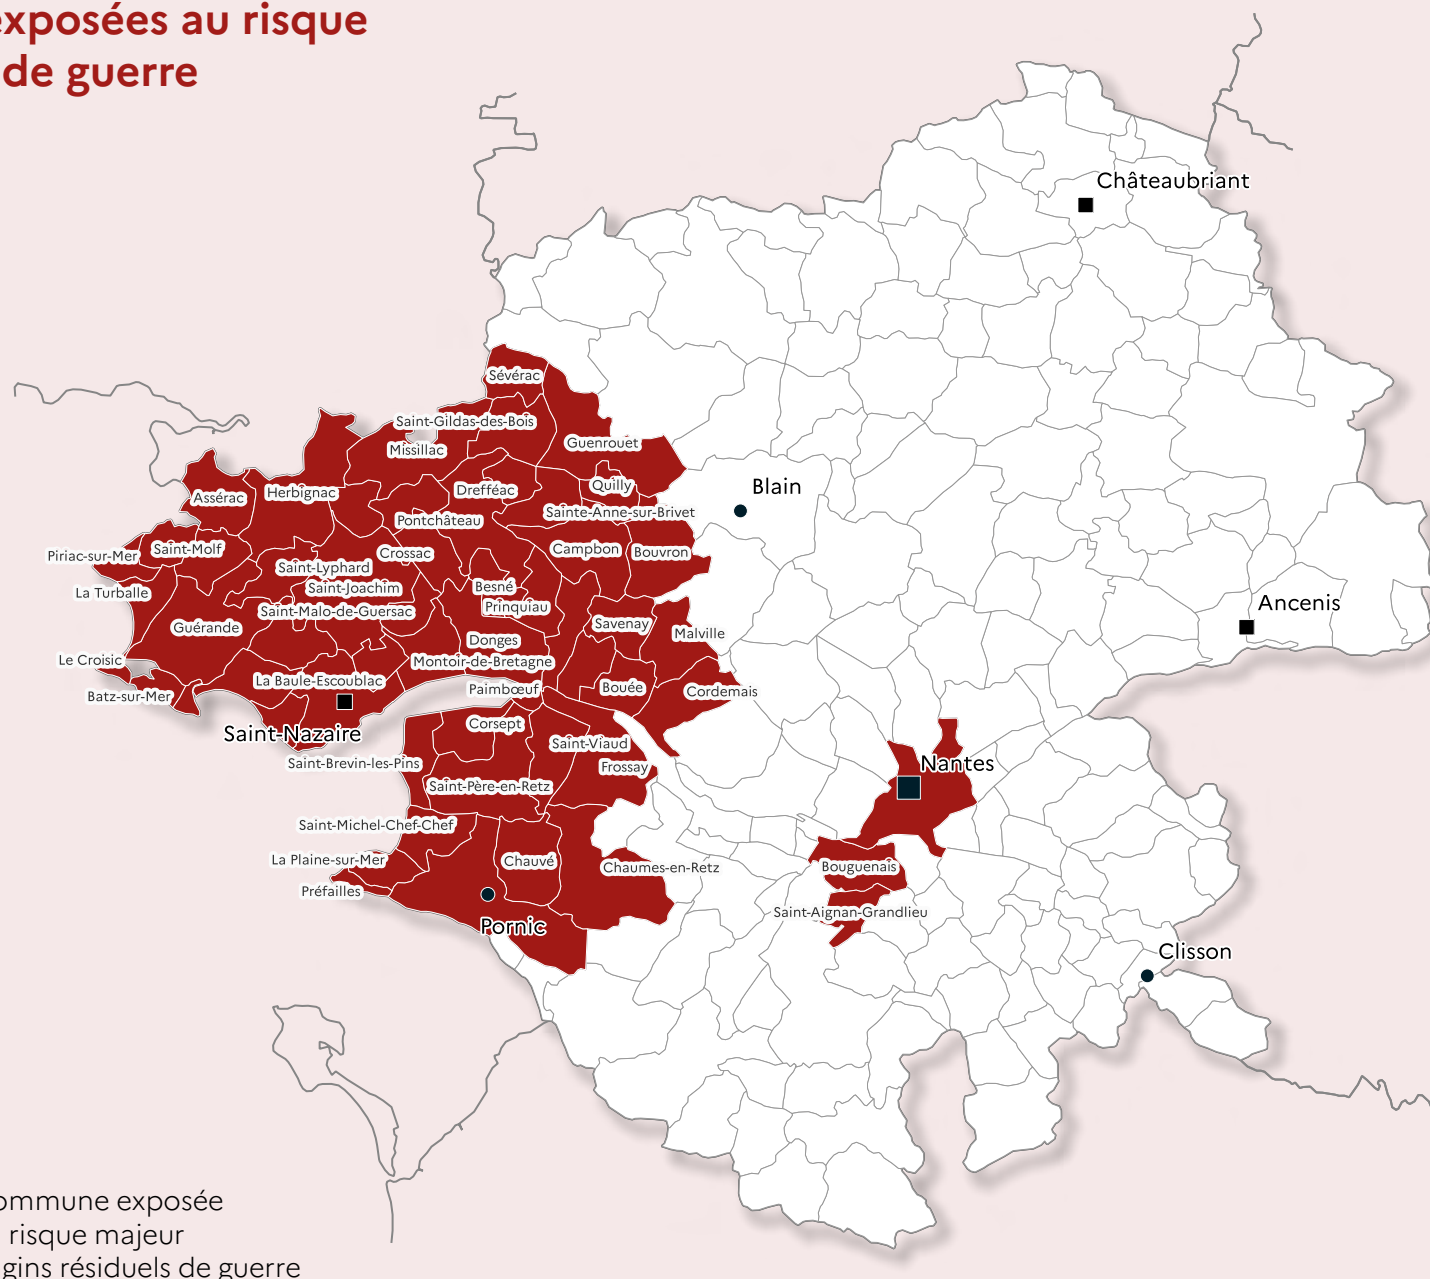 exposées au risque
de guerre
Châteaubriant
Sévérac
Saint-Gildas-des-Bois
Guenrouet
Missillac
Blain
Quilly
Drefféac
Herbignac
Assérac
Sainte-Anne-sur-Brivet
Pontchâteau
Saint-Molf
Campbon
Bouvron
Crossac
Piriac-sur-Mer
Saint-Lyphard
Besné
Saint-Joachim
La Turballe
Ancenis
Prinquiau
Saint-Malo-de-Guersac
Savenay
Guérande
Malville
Donges
Le Croisic
Montoir-de-Bretagne
La Baule-Escoublac
Paimbœuf
Bouée
Cordemais
Batz-sur-Mer
Corsept
Saint-Nazaire
Saint-Viaud
Saint-Brevin-les-Pins
Nantes
Frossay
Saint-Père-en-Retz
Saint-Michel-Chef-Chef
La Plaine-sur-Mer
Chauvé
Chaumes-en-Retz
Bouguenais
Préfailles
Saint-Aignan-Grandlieu
Pornic
Clisson
ommune exposée
risque majeur
gins résiduels de guerre